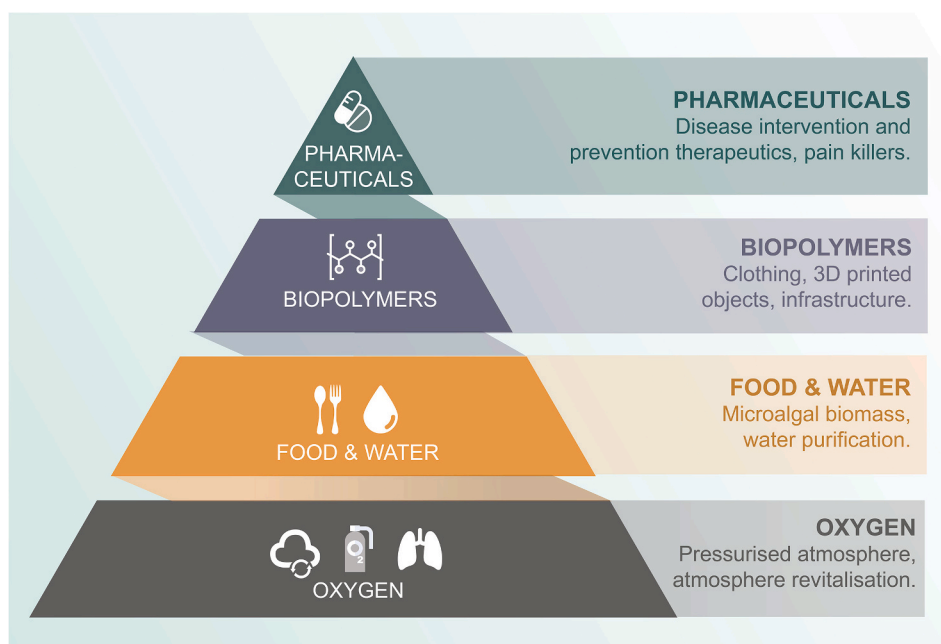 PHARMA-
CEUTICALS
PHARMACEUTICALS
Disease intervention and
prevention therapeutics, pain killers.
BIOPOLYMERS
BIOPOLYMERS
Clothing, 3D printed
objects, infrastructure.
FOOD & WATER
FOOD & WATER
Microalgal biomass,
water purification.
O2
OXYGEN
OXYGEN
Pressurised atmosphere,
atmosphere revitalisation.